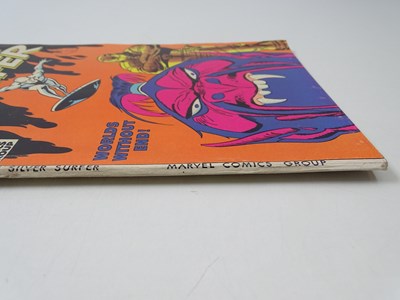 WORLDS
WITHOUT
END!
SILVER SURFER
MARVEL COMICS GROUP